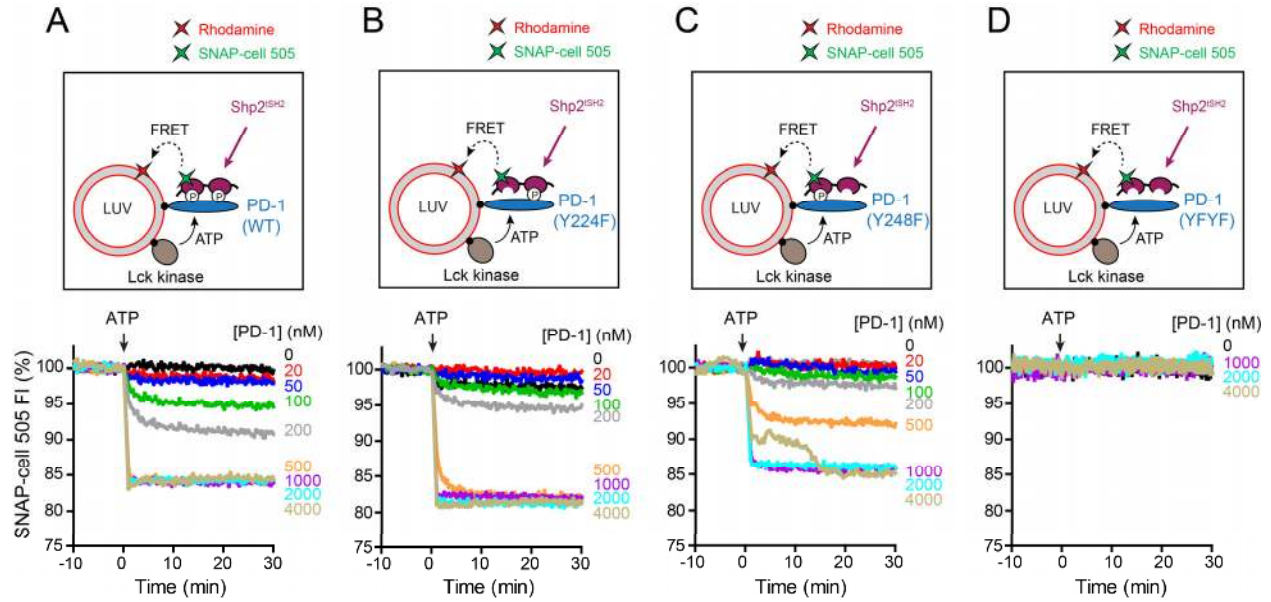 A
Rhodamine
SNAP-cell 505
Shp2tSH2
FRET
P P
LUV
PD-1
(WT)
ATP
Lck kinase
B
Rhodamine
SNAP-cell 505
Shp2tSH2
FRET
P
LUV
PD-1
(Y224F)
ATP
Lck kinase
C
Rhodamine
SNAP-cell 505
Shp2tSH2
FRET
P
LUV
PD-1
(Y248F)
ATP
Lck kinase
D
Rhodamine
SNAP-cell 505
Shp2tSH2
FRET
LUV
PD-1
(YFYF)
ATP
Lck kinase
SNAP-cell 505 FI (%)
ATP
[PD-1] (nM)
100
95
90
85
80
75
0
20
50
100
200
500
1000
2000
4000
-10 0 10 20 30
Time (min)
ATP
[PD-1] (nM)
100
95
90
85
80
75
0
20
50
100
200
500
1000
2000
4000
-10 0 10 20 30
Time (min)
ATP
[PD-1] (nM)
100
95
90
85
80
75
0
20
50
100
200
500
1000
2000
4000
-10 0 10 20 30
Time (min)
ATP
[PD-1] (nM)
100
95
90
85
80
75
0
1000
2000
4000
-10 0 10 20 30
Time (min)